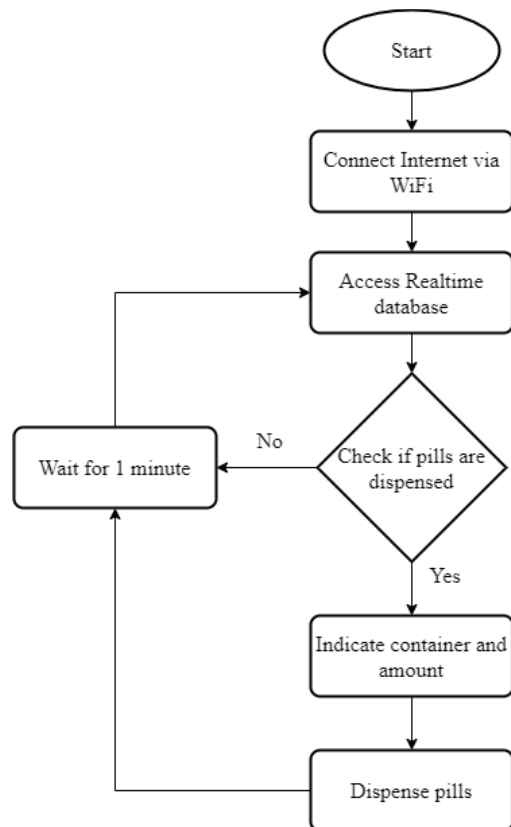 Start
Connect Internet via
WiFi
Access Realtime
database
Check if pills are
dispensed
No
Wait for 1 minute
Yes
Indicate container and
amount
Dispense pills